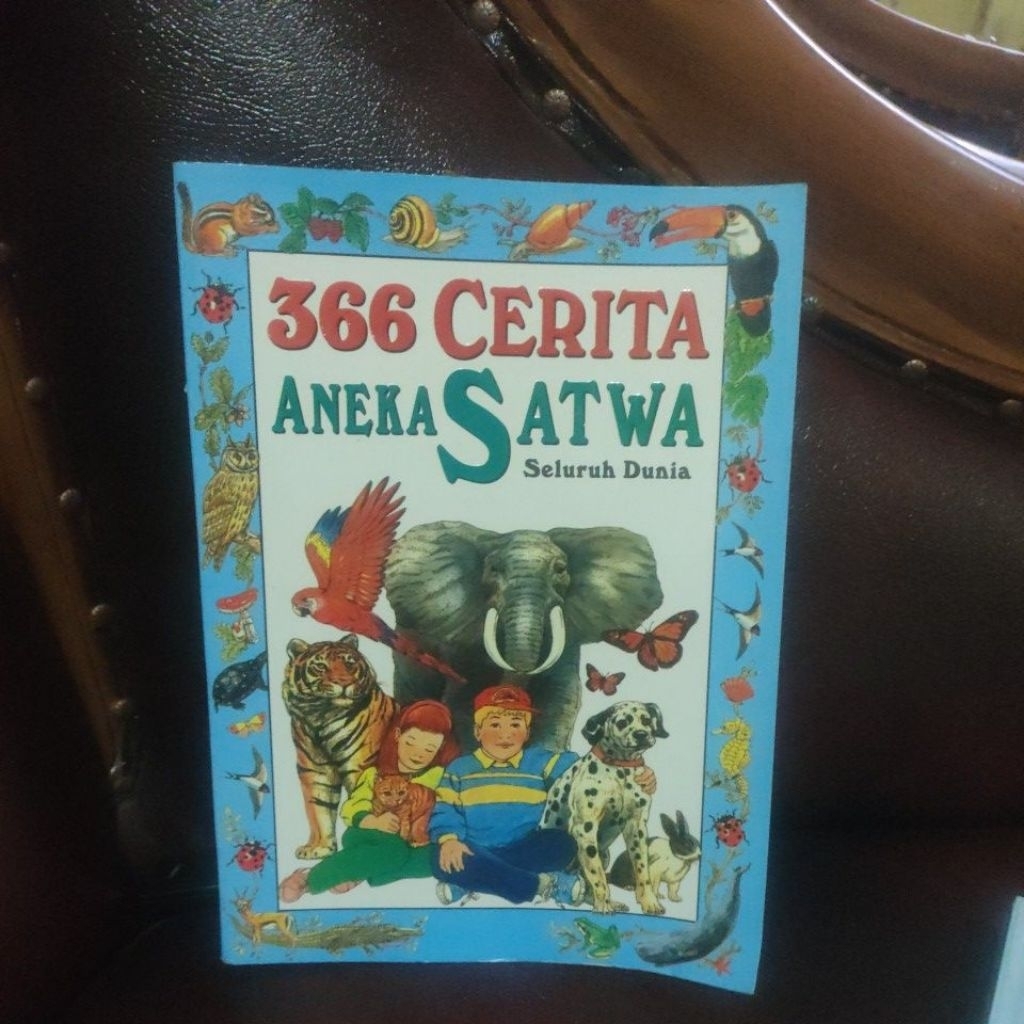 366 CERITA
ANEKA SATWA
Seluruh Dunia